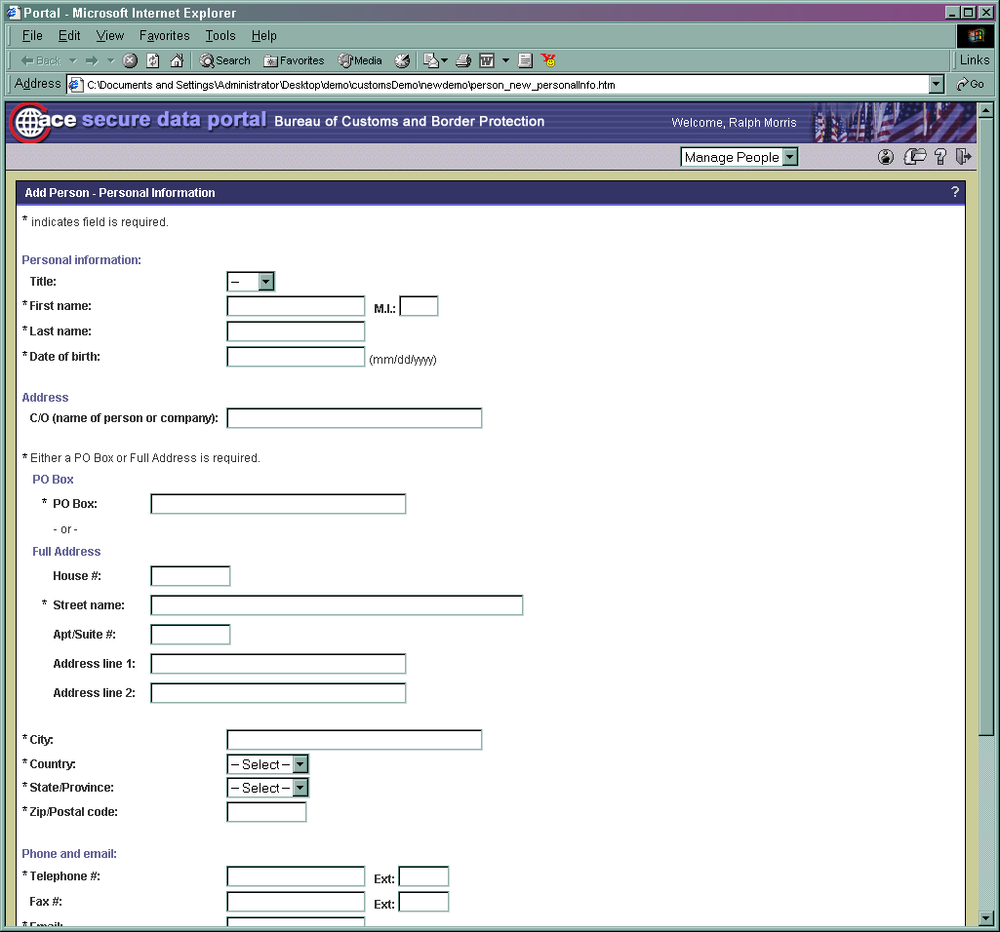 Portal - Microsoft Internet Explorer
File Edit View Favorites Tools Help
Back Search Favorites Media Links
Address C:\Documents and Settings\Administrator\Desktop\demo\customsDemo\newdemo\person_new_personalInfo.htm Go
ace secure data portal Bureau of Customs and Border Protection Welcome, Ralph Morris
Manage People ?
Add Person - Personal Information ?
* indicates field is required.
Personal information:
Title: --
* First name: M.I.:
* Last name:
* Date of birth: (mm/dd/yyyy)
Address
C/O (name of person or company):
* Either a PO Box or Full Address is required.
PO Box
* PO Box:
- or -
Full Address
House #:
* Street name:
Apt/Suite #:
Address line 1:
Address line 2:
* City:
* Country: -- Select --
* State/Province: -- Select --
* Zip/Postal code:
Phone and email:
* Telephone #: Ext:
Fax #: Ext:
* Email: